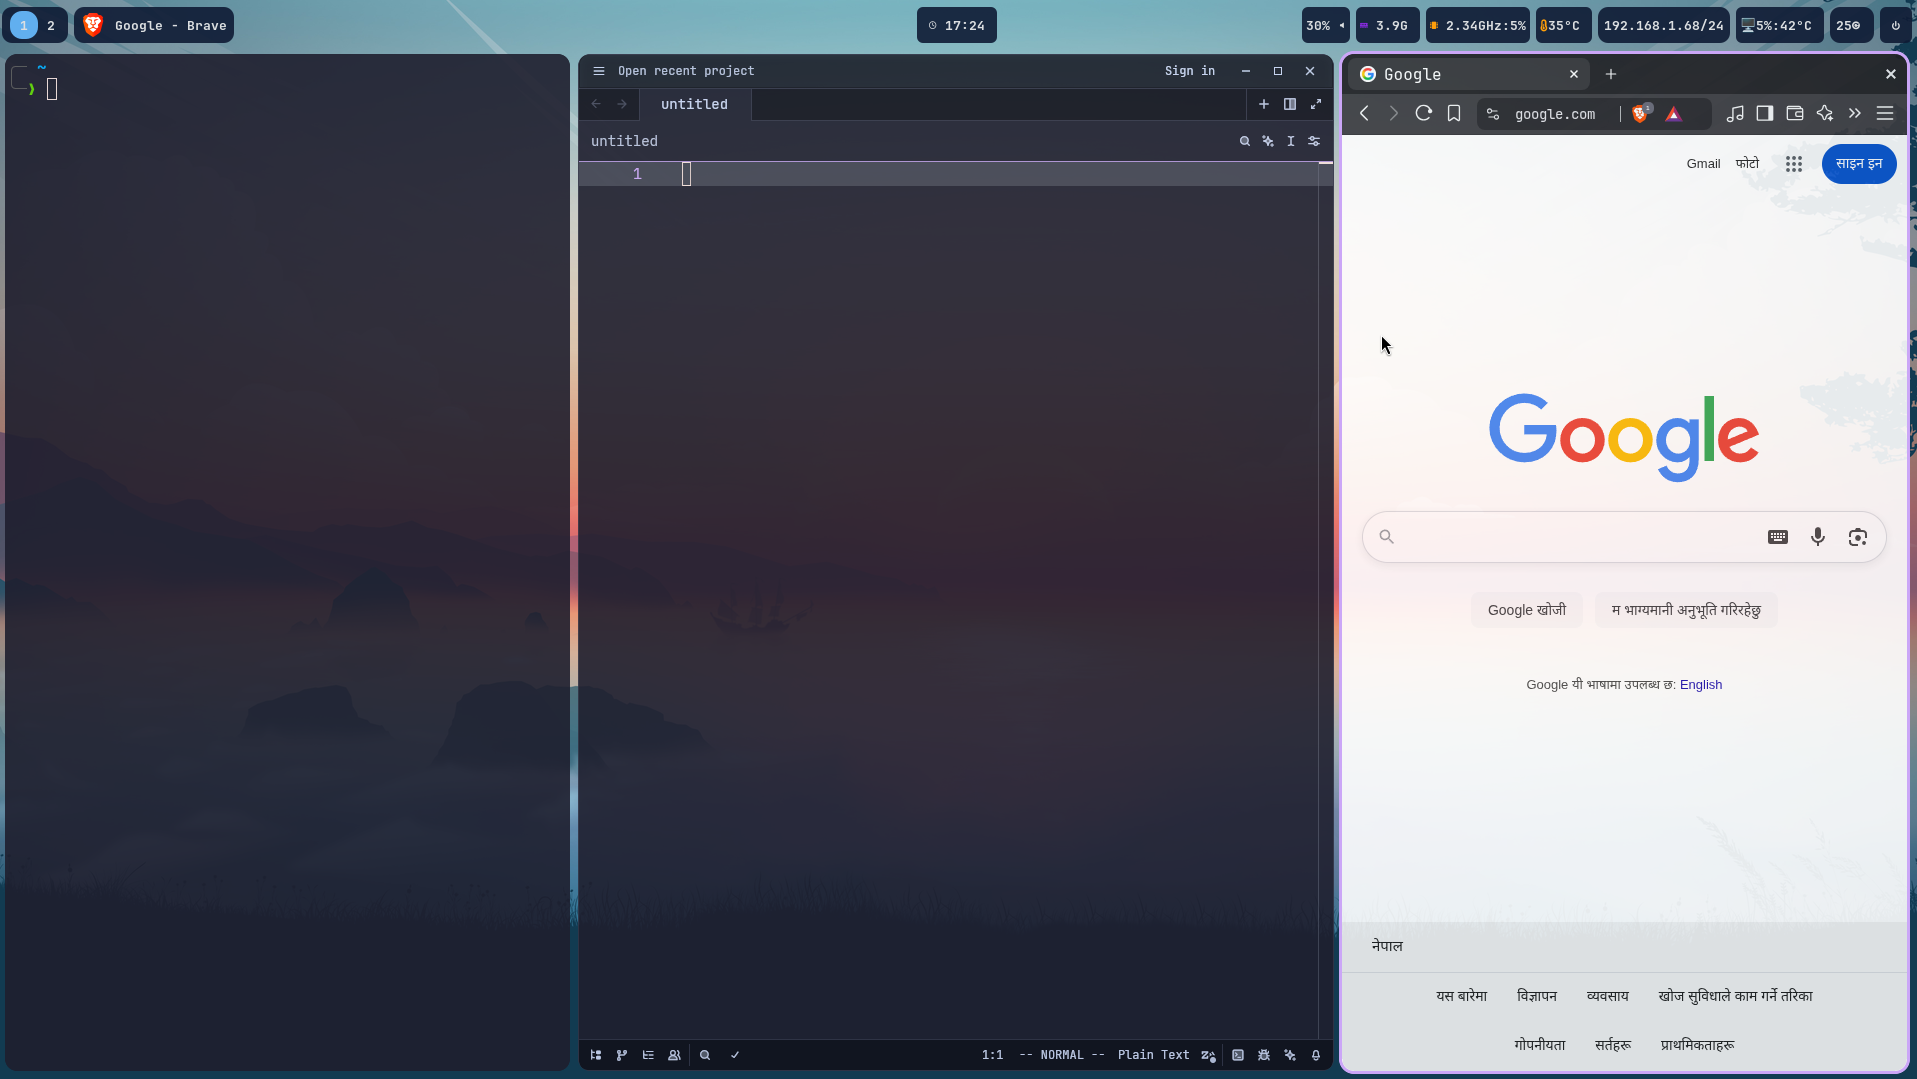 1 2 Google - Brave 17:24 30% 3.9G 2.34GHz:5% 35°C 192.168.1.68/24 5%:42°C 25
~
❯
Open recent project Sign in
untitled
untitled
1
1:1 -- NORMAL -- Plain Text
Google
google.com 1
Gmail फोटो साइन इन
Google
Google खोजी म भाग्यमानी अनुभूति गरिरहेछु
Google यी भाषामा उपलब्ध छ: English
नेपाल
यस बारेमा विज्ञापन व्यवसाय खोज सुविधाले काम गर्ने तरिका
गोपनीयता सर्तहरू प्राथमिकताहरू